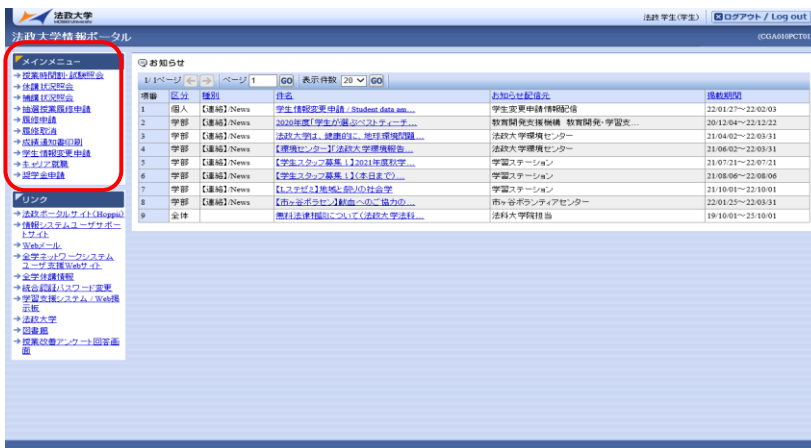 法政大学
HOSEI University
法政 学生(学生)
ログアウト / Log out
法政大学情報ポータル
(CGA010PCT01
メインメニュー
授業時間割・試験照会
休講状況照会
補講状況照会
抽選授業履修申請
履修申請
履修取消
成績通知書印刷
学生情報変更申請
キャリア就職
奨学金申請
リンク
法政ポータルサイト(Hoppii)
情報システムユーザサポー
トサイト
Webメール
全学ネットワークシステム
ユーザ支援Webサイト
全学休講情報
統合認証パスワード変更
学習支援システム / Web掲
示板
法政大学
図書館
授業改善アンケート回答画
面
お知らせ
1/ 1ページ ページ 1 GO 表示件数 20 GO
項番 区分 種別 件名 お知らせ配信元 掲載期間
1 個人 【連絡】/News 学生情報変更申請 / Student data am... 学生変更申請情報配信 22/01/27～22/02/03
2 学部 【連絡】/News 2020年度「学生が選ぶベストティーチ... 教育開発支援機構 教育開発・学習支... 20/12/04～22/12/22
3 学部 【連絡】/News 法政大学は、健康的に、地球環境問題... 法政大学環境センター 21/04/02～22/03/31
4 学部 【連絡】/News 【環境センター】「法政大学環境報告... 法政大学環境センター 21/06/02～22/03/31
5 学部 【連絡】/News 【学生スタッフ募集！】2021年度秋学... 学習ステーション 21/07/21～22/07/21
6 学部 【連絡】/News 【学生スタッフ募集！】(本日まで)... 学習ステーション 21/08/06～22/08/06
7 学部 【連絡】/News 【Lステゼミ】地域と祭りの社会学 学習ステーション 21/10/01～22/10/01
8 学部 【連絡】/News 【市ヶ谷ボラセン】献血へのご協力の... 市ヶ谷ボランティアセンター 22/01/25～22/03/31
9 全体 無料法律相談について(法政大学法科... 法科大学院担当 19/10/01～25/10/01